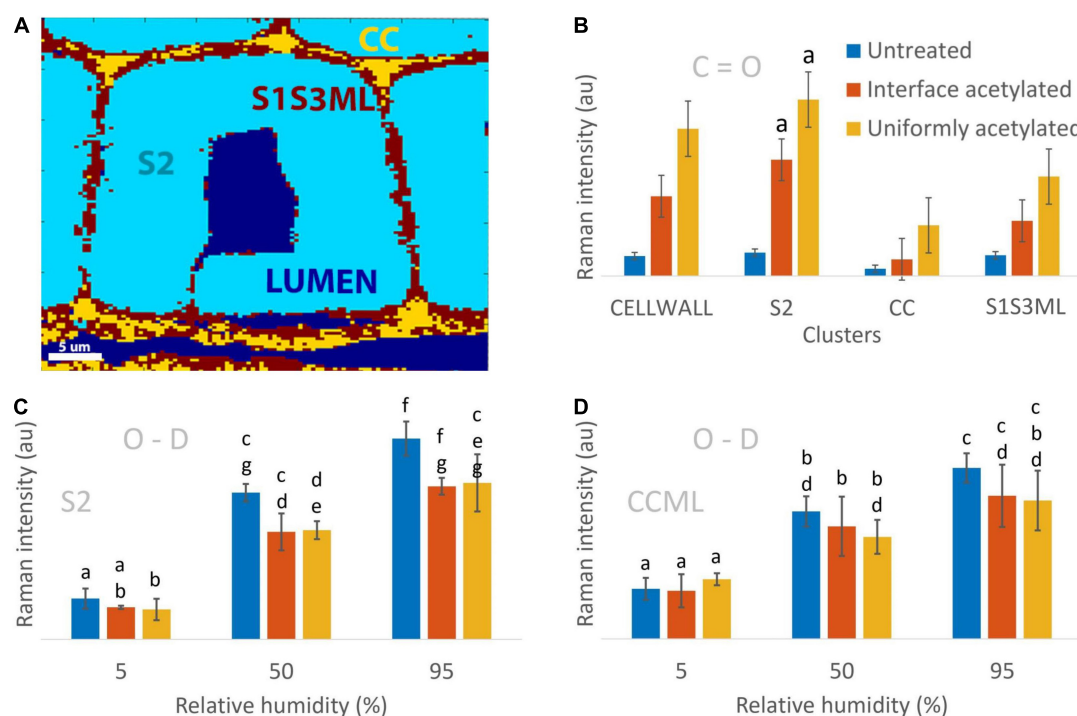 A
CC
S1S3ML
S2
LUMEN
5 um
B
Raman intensity (au)
C = O
a
a
Untreated
Interface acetylated
Uniformly acetylated
CELLWALL S2 CC S1S3ML
Clusters
C
Raman intensity (au)
O - D
S2
a
a
b
b
c
g
c
d
d
e
f
f
g
c
e
g
5 50 95
Relative humidity (%)
D
Raman intensity (au)
O - D
CCML
a
a
a
b
d
b
b
d
c
c
d
c
b
d
5 50 95
Relative humidity (%)